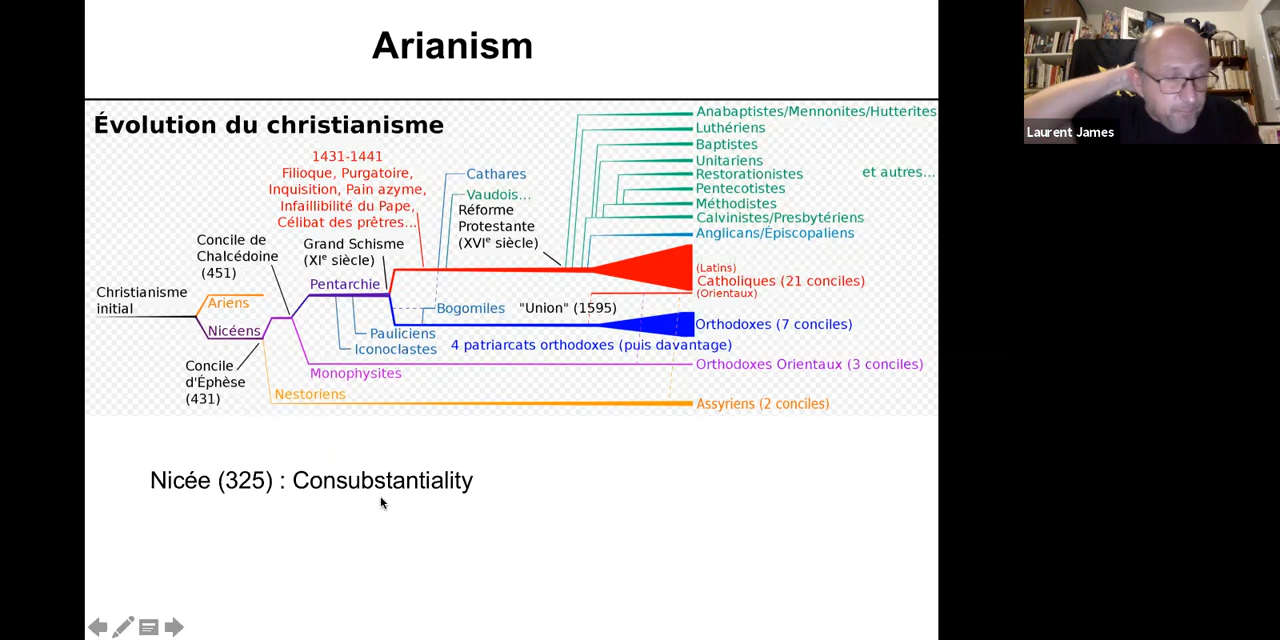 Arianism
Évolution du christianisme
1431-1441
Filioque, Purgatoire,
Inquisition, Pain azyme,
Infaillibilité du Pape,
Célibat des prêtres...
Concile de
Chalcédoine
(451)
Grand Schisme
(XIe siècle)
Cathares
Vaudois...
Réforme
Protestante
(XVIe siècle)
Anabaptistes/Mennonites/Hutterites
Luthériens
Baptistes
Unitariens
Restorationistes
et autres...
Pentecotistes
Méthodistes
Calvinistes/Presbytériens
Anglicans/Épiscopaliens
(Latins)
Catholiques (21 conciles)
(Orientaux)
Christianisme
initial
Ariens
Nicéens
Pentarchie
Bogomiles
"Union" (1595)
Pauliciens
Iconoclastes
Orthodoxes (7 conciles)
4 patriarcats orthodoxes (puis davantage)
Concile
d'Éphèse
(431)
Monophysites
Orthodoxes Orientaux (3 conciles)
Nestoriens
Assyriens (2 conciles)
Nicée (325) : Consubstantiality
Laurent James